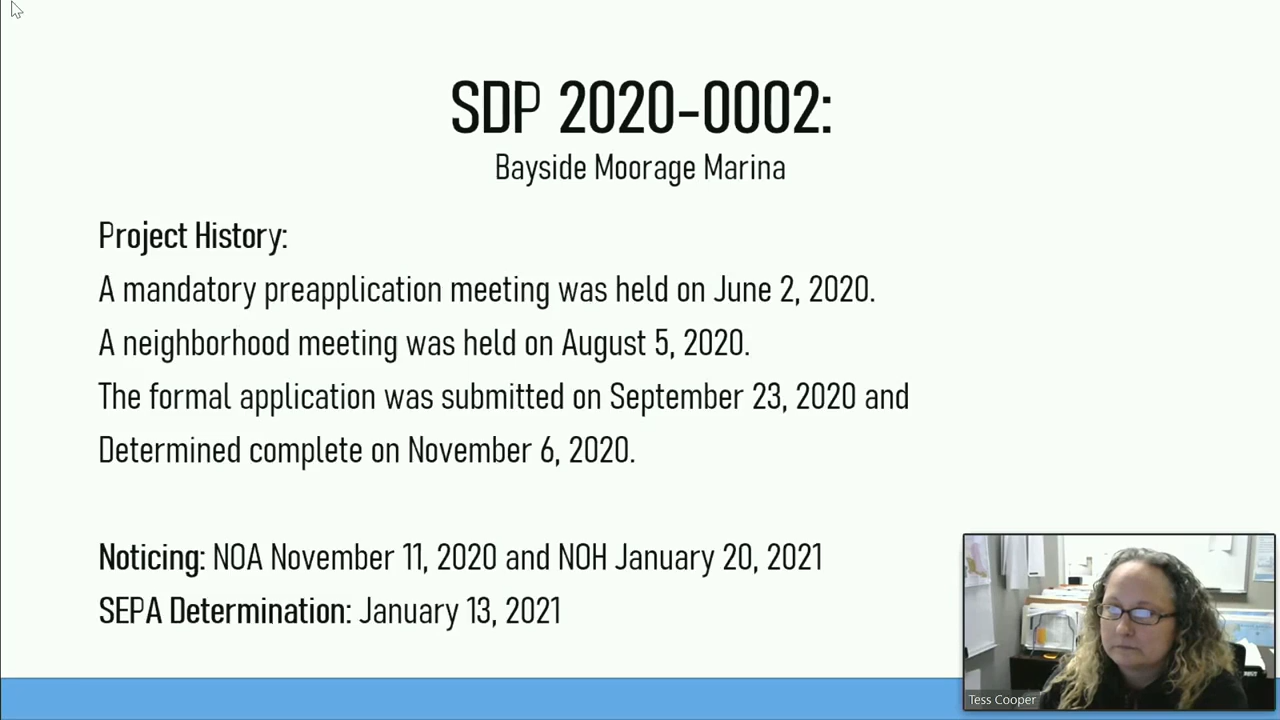 SDP 2020-0002:
Bayside Moorage Marina
Project History:
A mandatory preapplication meeting was held on June 2, 2020.
A neighborhood meeting was held on August 5, 2020.
The formal application was submitted on September 23, 2020 and
Determined complete on November 6, 2020.
Noticing: NOA November 11, 2020 and NOH January 20, 2021
SEPA Determination: January 13, 2021
Tess Cooper